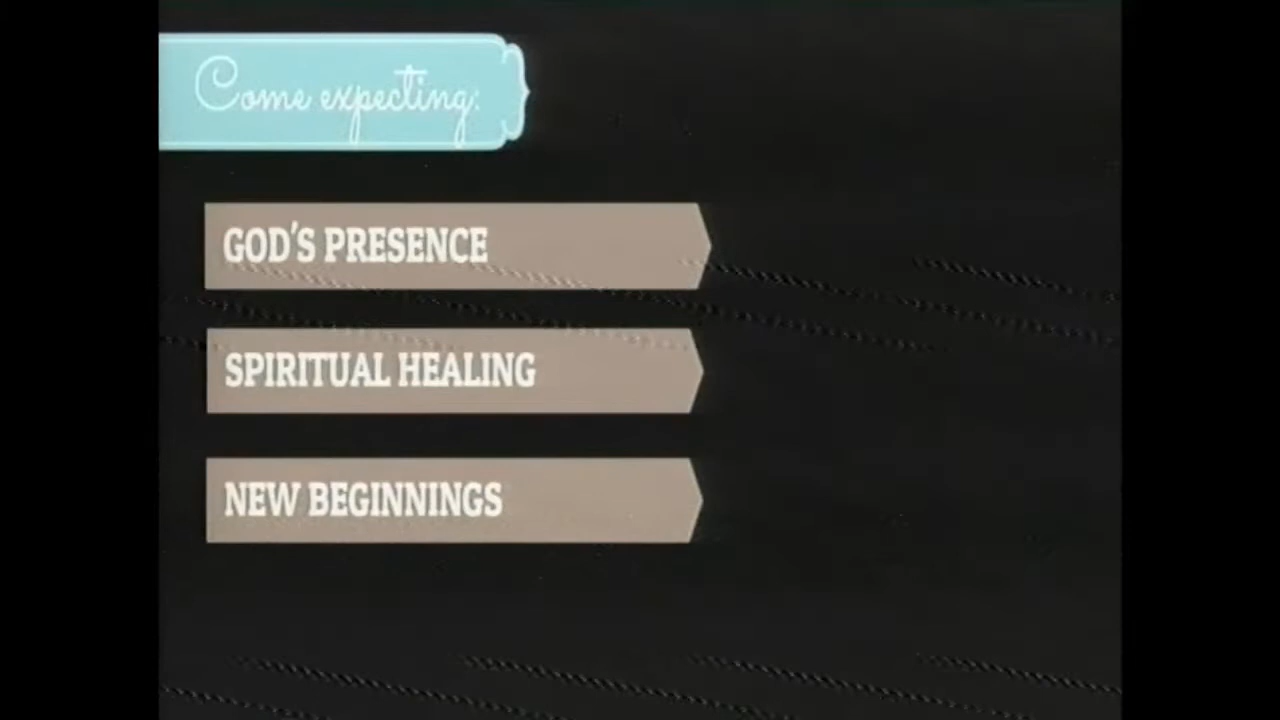 Come expecting:
GOD'S PRESENCE
SPIRITUAL HEALING
NEW BEGINNINGS